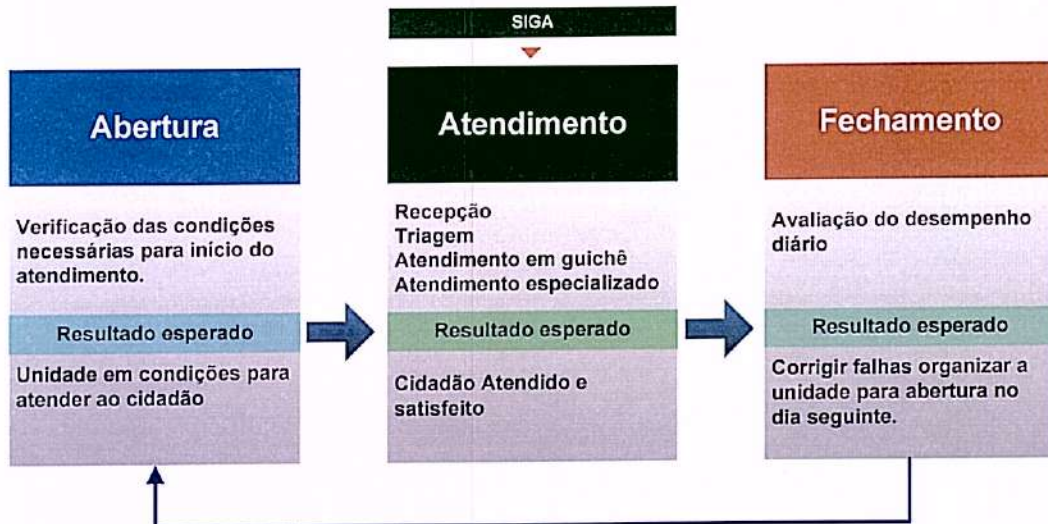 SIGA
Abertura
Verificação das condições
necessárias para início do
atendimento.
Resultado esperado
Unidade em condições para
atender ao cidadão
Atendimento
Recepção
Triagem
Atendimento em guichê
Atendimento especializado
Resultado esperado
Cidadão Atendido e
satisfeito
Fechamento
Avaliação do desempenho
diário
Resultado esperado
Corrigir falhas organizar a
unidade para abertura no
dia seguinte.